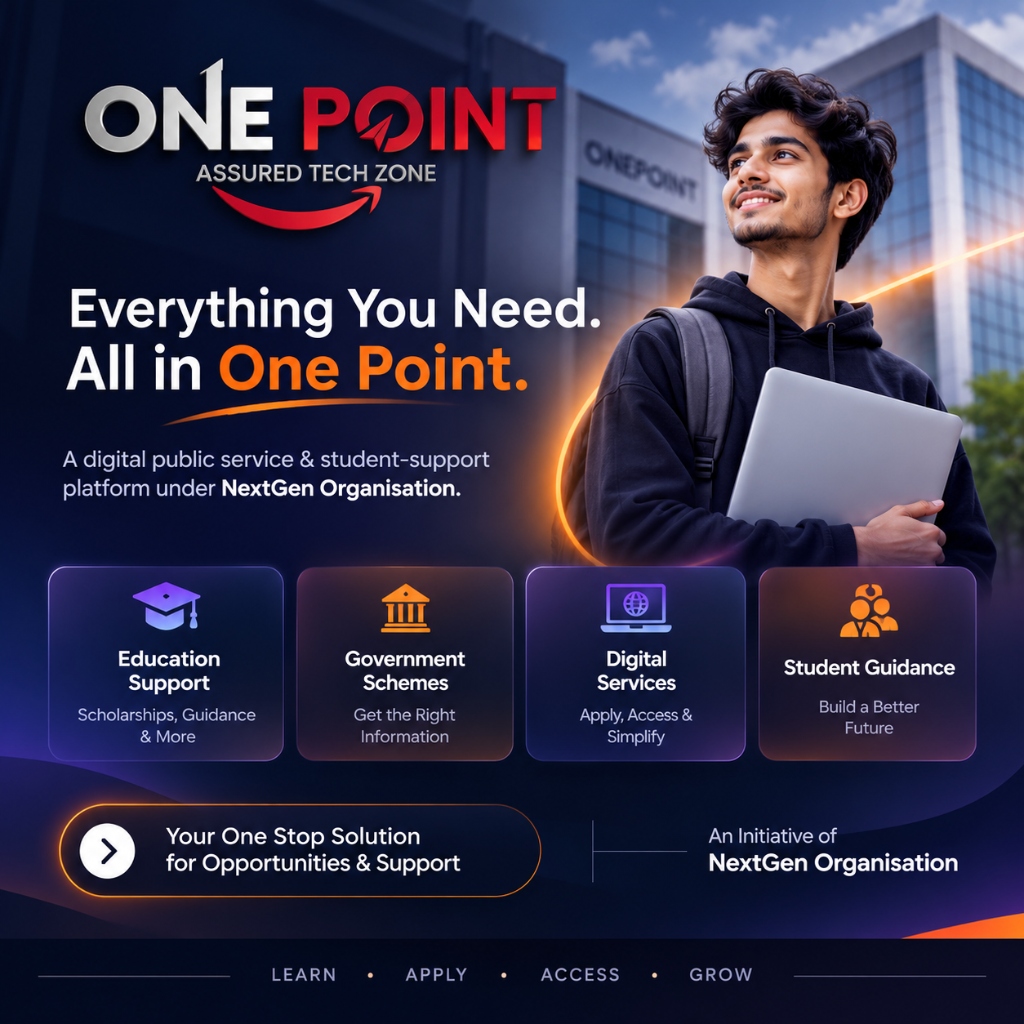 ONE POINT
ASSURED TECH ZONE
ONEPOINT
Everything You Need.
All in One Point.
A digital public service & student-support
platform under NextGen Organisation.
Education
Support
Scholarships, Guidance
& More
Government
Schemes
Get the Right
Information
Digital
Services
Apply, Access &
Simplify
Student Guidance
Build a Better
Future
Your One Stop Solution
for Opportunities & Support
An Initiative of
NextGen Organisation
LEARN • APPLY • ACCESS • GROW